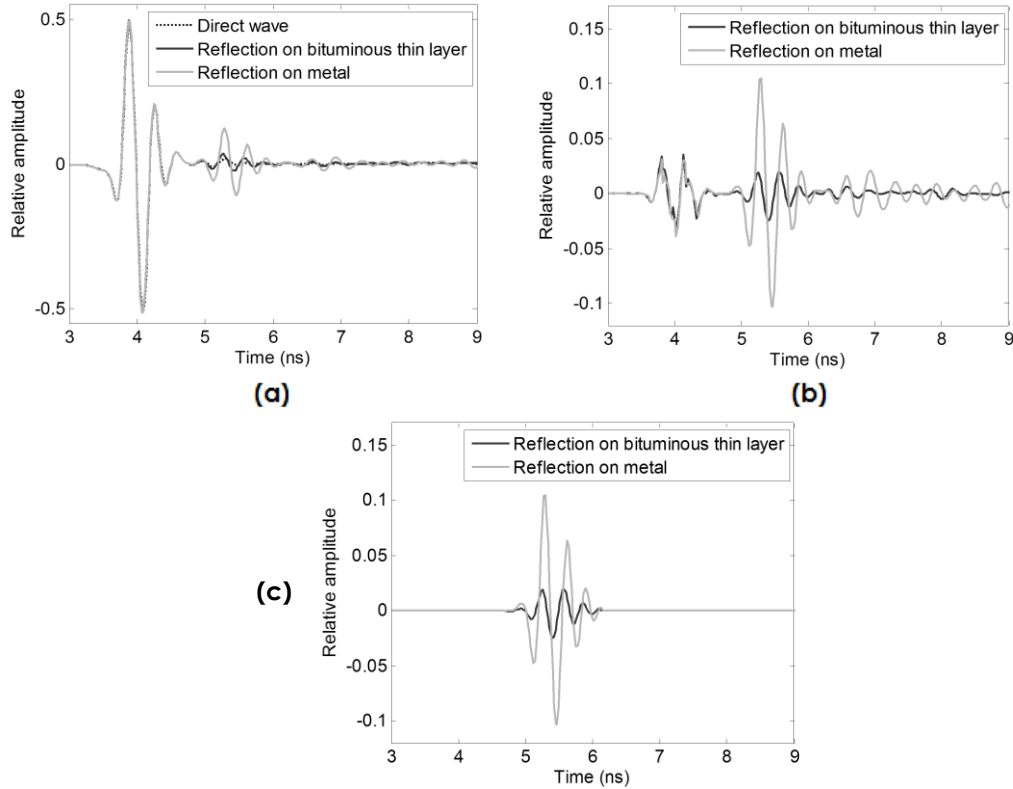 Direct wave
Reflection on bituminous thin layer
Reflection on metal
0.5
0
-0.5
Relative amplitude
3 4 5 6 7 8 9
Time (ns)
(a)
Reflection on bituminous thin layer
Reflection on metal
0.15
0.1
0.05
0
-0.05
-0.1
Relative amplitude
3 4 5 6 7 8 9
Time (ns)
(b)
Reflection on bituminous thin layer
Reflection on metal
0.15
0.1
0.05
0
-0.05
-0.1
Relative amplitude
3 4 5 6 7 8 9
Time (ns)
(c)